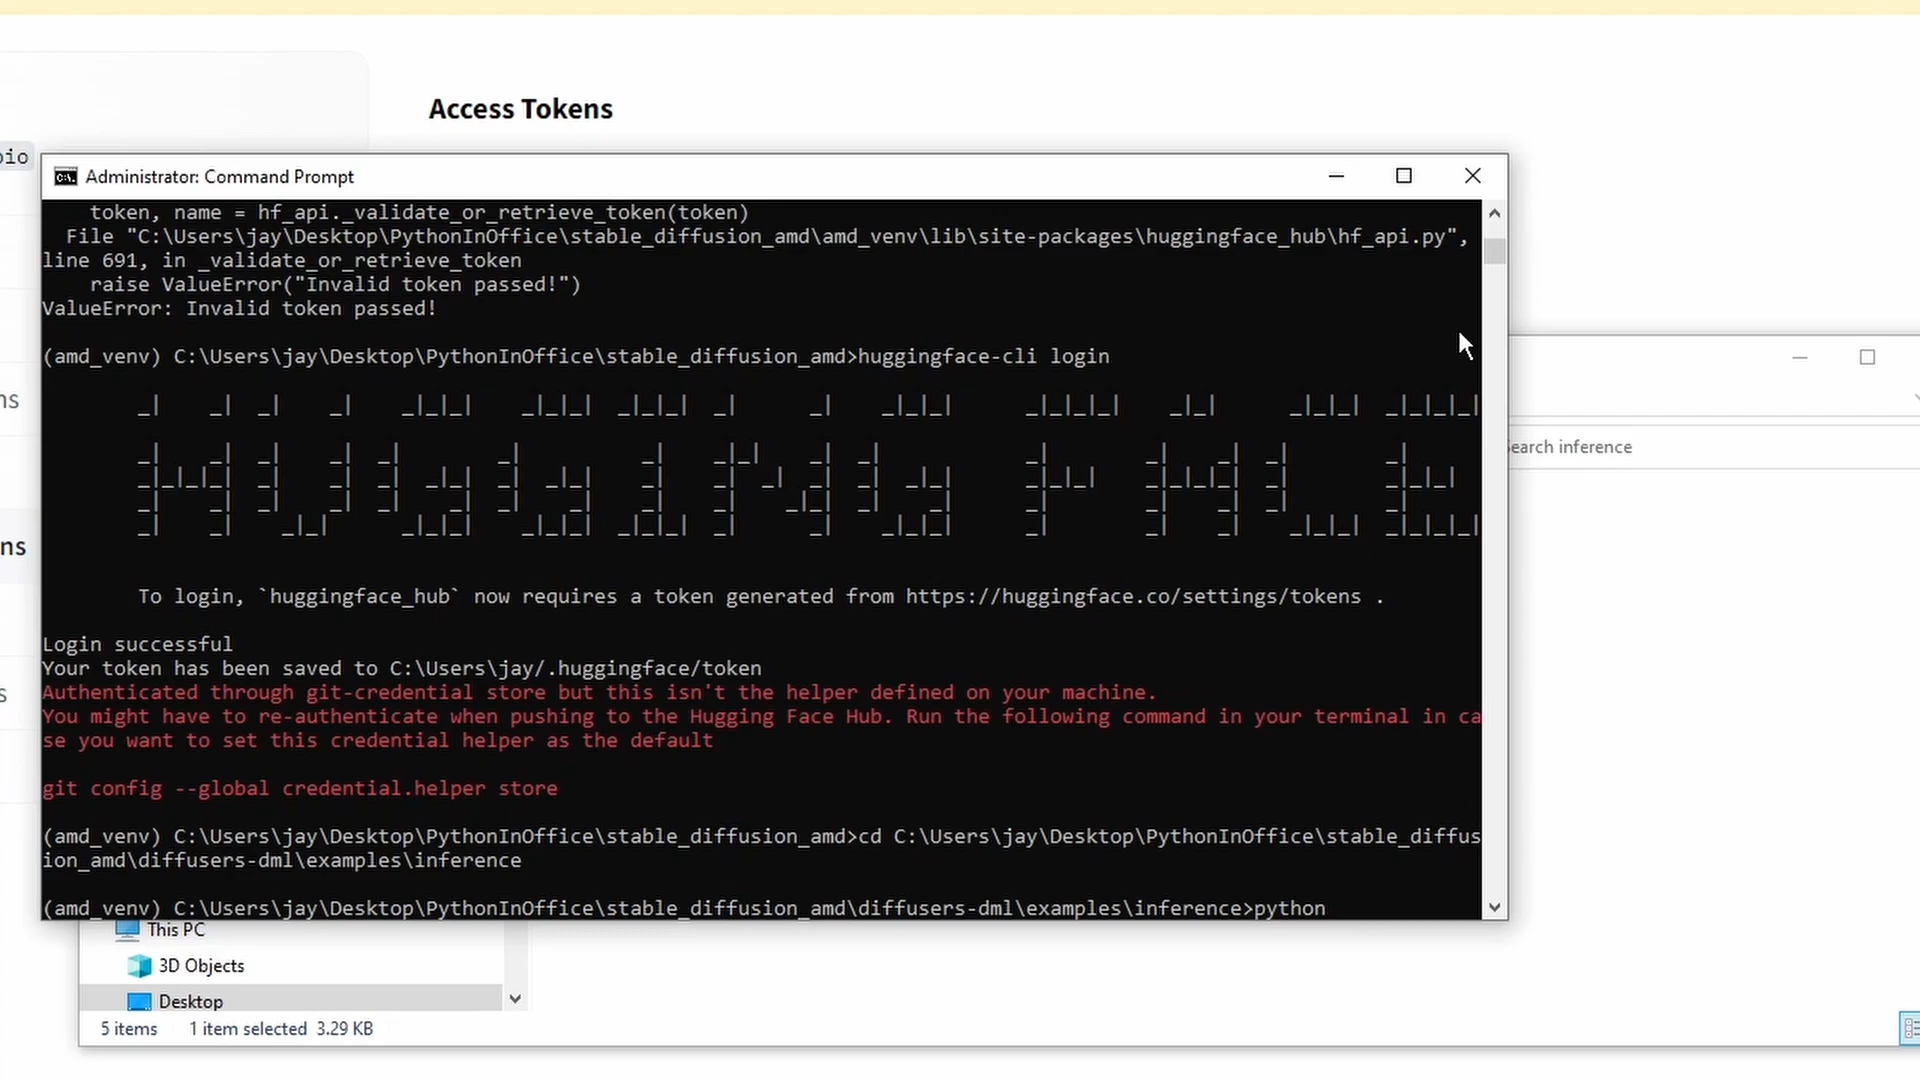 Access Tokens
oio
Administrator: Command Prompt
token, name = hf_api._validate_or_retrieve_token(token)
File "C:\Users\jay\Desktop\PythonInOffice\stable_diffusion_amd\amd_venv\lib\site-packages\huggingface_hub\hf_api.py",
line 691, in _validate_or_retrieve_token
raise ValueError("Invalid token passed!")
ValueError: Invalid token passed!
(amd_venv) C:\Users\jay\Desktop\PythonInOffice\stable_diffusion_amd>huggingface-cli login
ns
HUGGING FACE
earch inference
ns
To login, `huggingface_hub` now requires a token generated from https://huggingface.co/settings/tokens .
Login successful
Your token has been saved to C:\Users\jay/.huggingface/token
s
Authenticated through git-credential store but this isn't the helper defined on your machine.
You might have to re-authenticate when pushing to the Hugging Face Hub. Run the following command in your terminal in ca
se you want to set this credential helper as the default
git config --global credential.helper store
(amd_venv) C:\Users\jay\Desktop\PythonInOffice\stable_diffusion_amd>cd C:\Users\jay\Desktop\PythonInOffice\stable_diffus
ion_amd\diffusers-dml\examples\inference
(amd_venv) C:\Users\jay\Desktop\PythonInOffice\stable_diffusion_amd\diffusers-dml\examples\inference>python
This PC
3D Objects
Desktop
5 items 1 item selected 3.29 KB